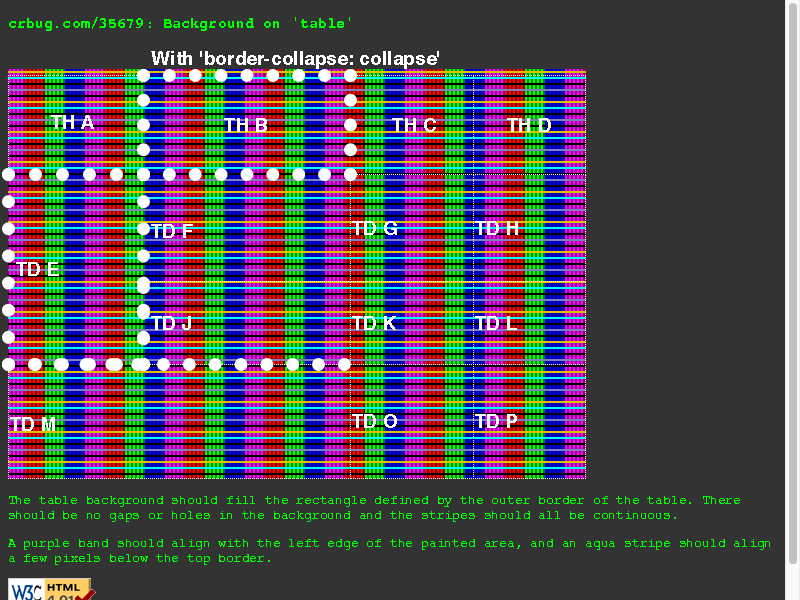 crbug.com/35679: Background on 'table'
With 'border-collapse: collapse'
TH A TH B TH C TH D
TD F TD G TD H
TD E
TD J TD K TD L
TD M TD O TD P
The table background should fill the rectangle defined by the outer border of the table. There
should be no gaps or holes in the background and the stripes should all be continuous.
A purple band should align with the left edge of the painted area, and an aqua stripe should align
a few pixels below the top border.
W3C HTML
4.01